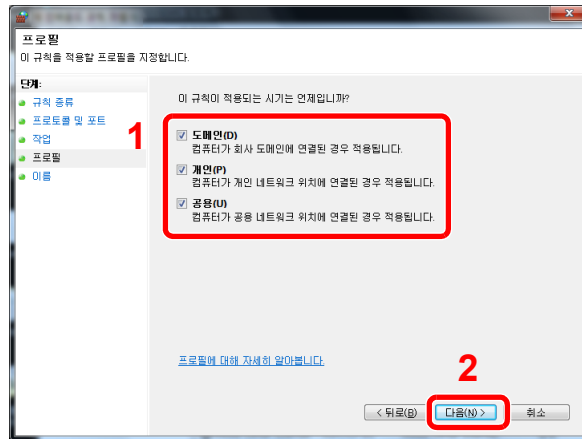 프로필
이 규칙을 적용할 프로필을 지정합니다.
단계:
규칙 종류
프로토콜 및 포트
작업
프로필
이름
이 규칙이 적용되는 시기는 언제입니까?
1
도메인(D)
컴퓨터가 회사 도메인에 연결된 경우 적용됩니다.
개인(P)
컴퓨터가 개인 네트워크 위치에 연결된 경우 적용됩니다.
공용(U)
컴퓨터가 공용 네트워크 위치에 연결된 경우 적용됩니다.
프로필에 대해 자세히 알아봅니다.
2
< 뒤로(B)
다음(N) >
취소